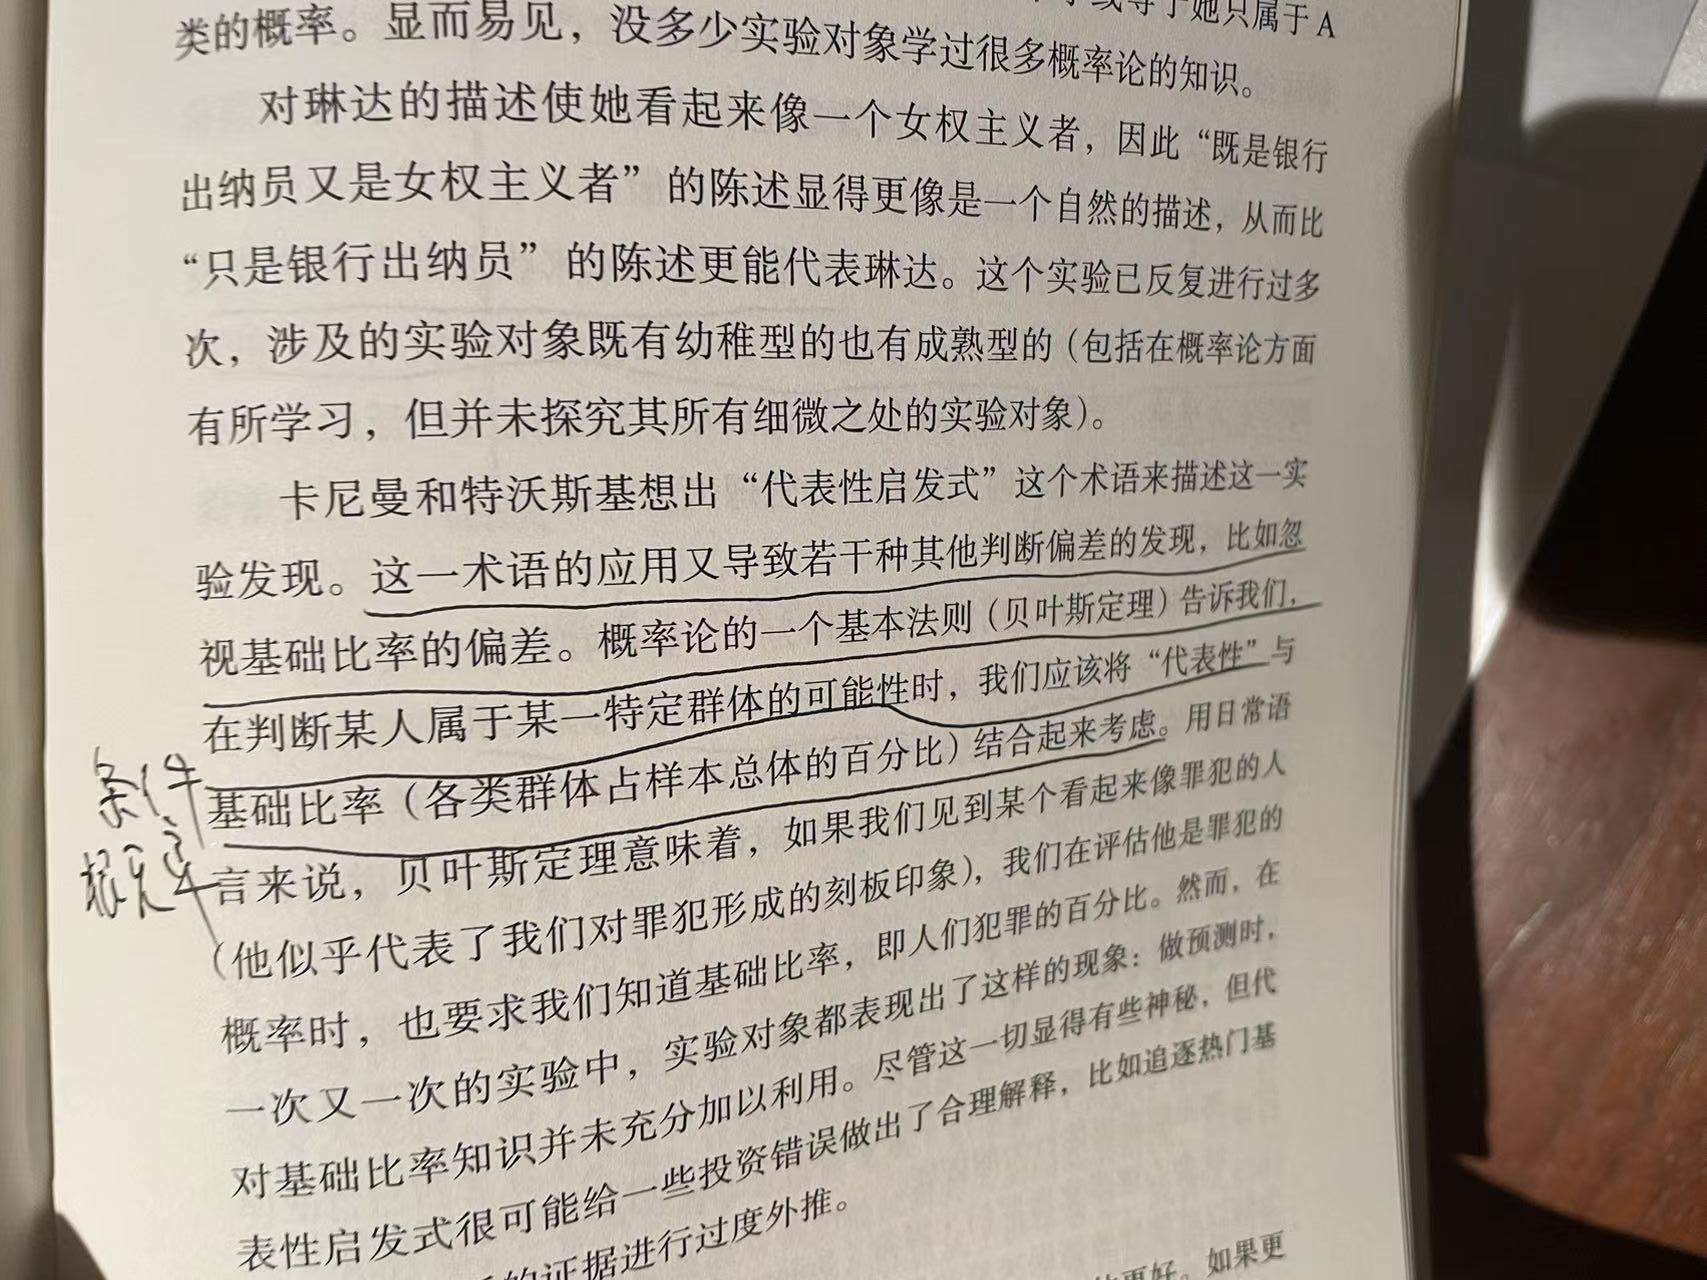 或等于她只属于 A
类的概率。显而易见，没多少实验对象学过很多概率论的知识。
对琳达的描述使她看起来像一个女权主义者，因此“既是银行
出纳员又是女权主义者”的陈述显得更像是一个自然的描述，从而比
“只是银行出纳员”的陈述更能代表琳达。这个实验已反复进行过多
次，涉及的实验对象既有幼稚型的也有成熟型的（包括在概率论方面
有所学习，但并未探究其所有细微之处的实验对象）。
卡尼曼和特沃斯基想出“代表性启发式”这个术语来描述这一实
验发现。这一术语的应用又导致若干种其他判断偏差的发现，比如忽
视基础比率的偏差。概率论的一个基本法则（贝叶斯定理）告诉我们，
在判断某人属于某一特定群体的可能性时，我们应该将“代表性”与
基础比率（各类群体占样本总体的百分比）结合起来考虑。用日常语
言来说，贝叶斯定理意味着，如果我们见到某个看起来像罪犯的人
（他似乎代表了我们对罪犯形成的刻板印象），我们在评估他是罪犯的
概率时，也要求我们知道基础比率，即人们犯罪的百分比。然而，在
一次又一次的实验中，实验对象都表现出了这样的现象：做预测时，
对基础比率知识并未充分加以利用。尽管这一切显得有些神秘，但代
表性启发式很可能给一些投资错误做出了合理解释，比如追逐热门基
的证据进行过度外推。
更好。如果更
条件
概率